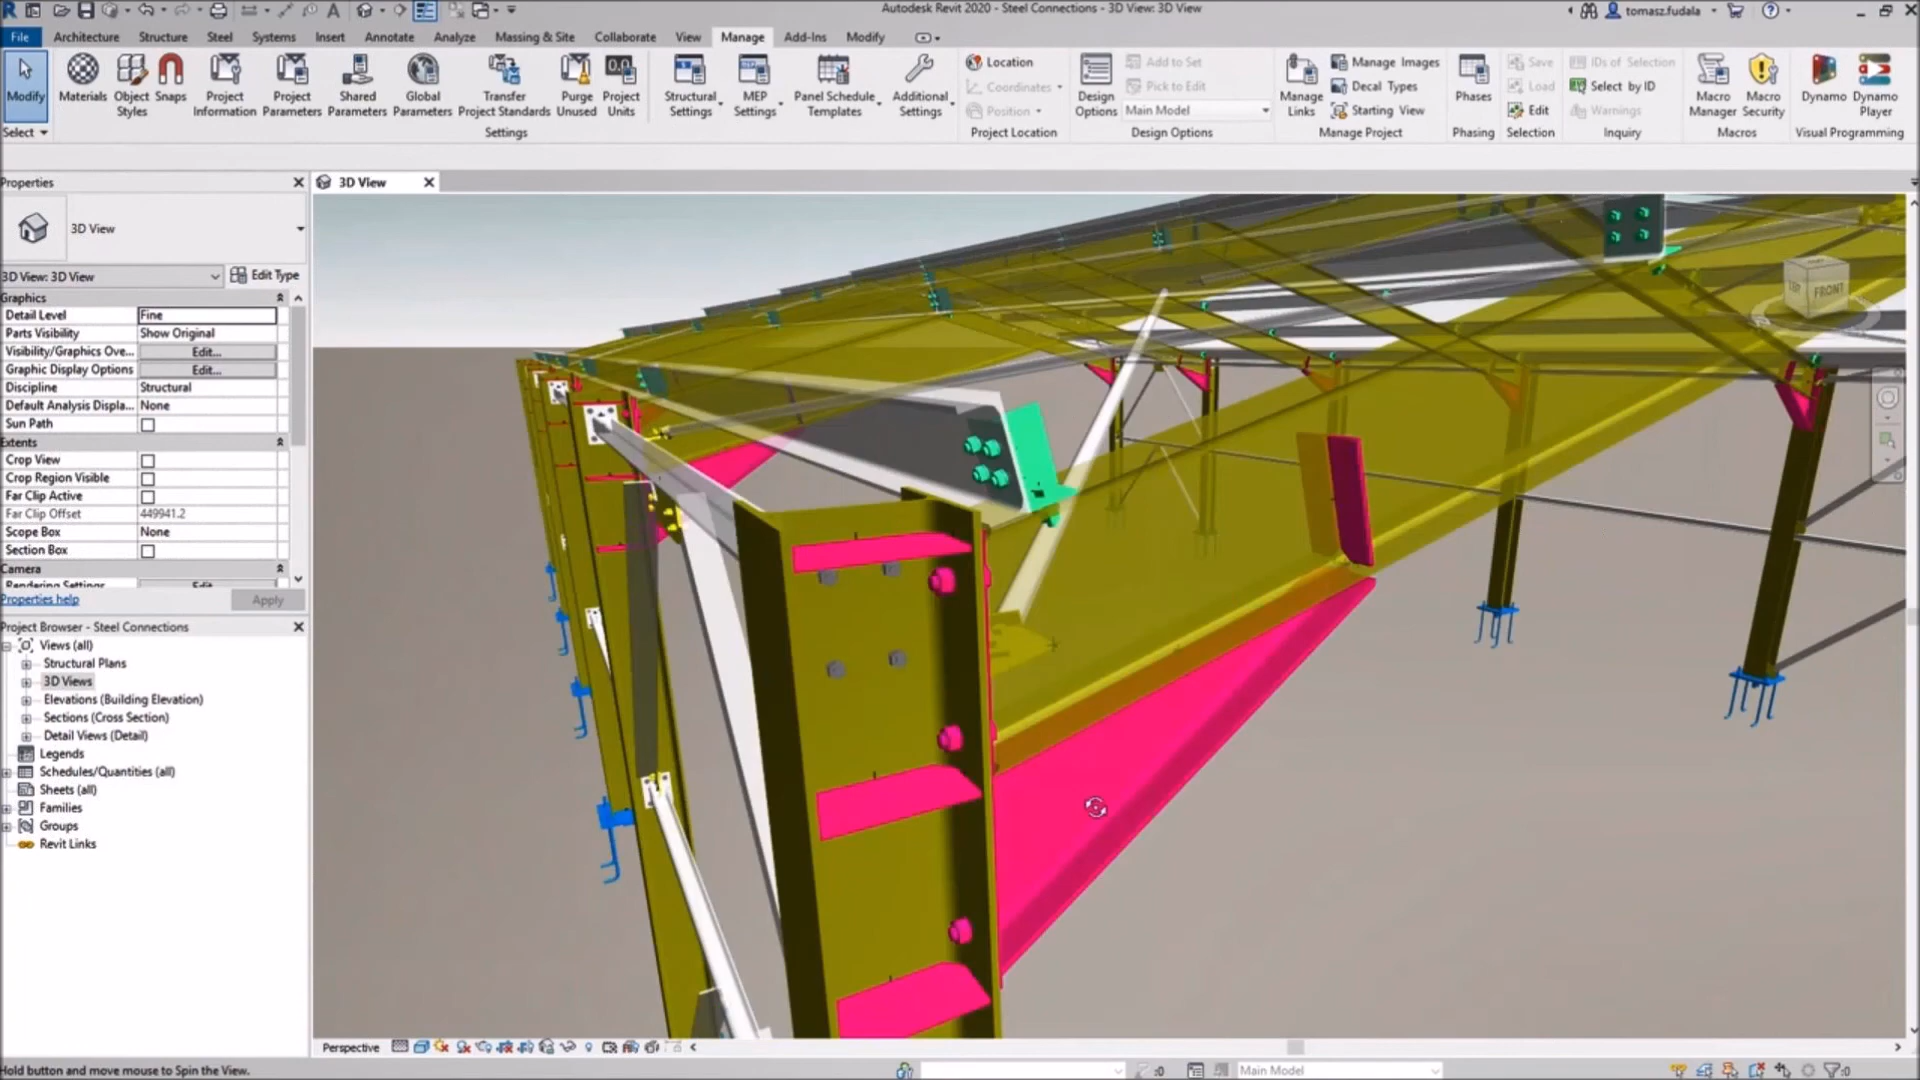 Autodesk Revit 2020 - Steel Connections - 3D View: 3D View
tomasz.fudala
File Architecture Structure Steel Systems Insert Annotate Analyze Massing & Site Collaborate View Manage Add-Ins Modify
Modify
Select
Materials
Object Styles
Snaps
Project Information
Project Parameters
Shared Parameters
Global Parameters
Transfer Project Standards
Purge Unused
Project Units
Settings
Structural Settings
MEP Settings
Panel Schedule Templates
Additional Settings
Location
Coordinates
Position
Project Location
Design Options
Add to Set
Pick to Edit
Main Model
Design Options
Manage Links
Manage Images
Decal Types
Starting View
Manage Project
Phases
Phasing
Save
Load
Edit
Selection
IDs of Selection
Select by ID
Warnings
Inquiry
Macro Manager
Macro Security
Macros
Dynamo
Dynamo Player
Visual Programming
Properties
3D View
3D View
3D View: 3D View
Edit Type
Graphics
Detail Level Fine
Parts Visibility Show Original
Visibility/Graphics Ove... Edit...
Graphic Display Options Edit...
Discipline Structural
Default Analysis Displa... None
Sun Path
Extents
Crop View
Crop Region Visible
Far Clip Active
Far Clip Offset 449941.2
Scope Box None
Section Box
Camera
Rendering Settings Edit...
Properties help
Apply
Project Browser - Steel Connections
Views (all)
Structural Plans
3D Views
Elevations (Building Elevation)
Sections (Cross Section)
Detail Views (Detail)
Legends
Schedules/Quantities (all)
Sheets (all)
Families
Groups
Revit Links
FRONT
Perspective
Hold button and move mouse to Spin the View.
:0
Main Model
:0